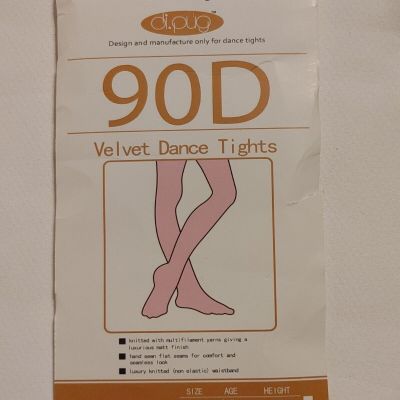 di.pug™
Design and manufacture only for dance tights
90D
Velvet Dance Tights
knitted with multifilament yarns giving a
luxurious matt finish
hand sewn flat seams for comfort and
seamless look
luxury knitted (non elastic) waistband
SIZE AGE HEIGHT